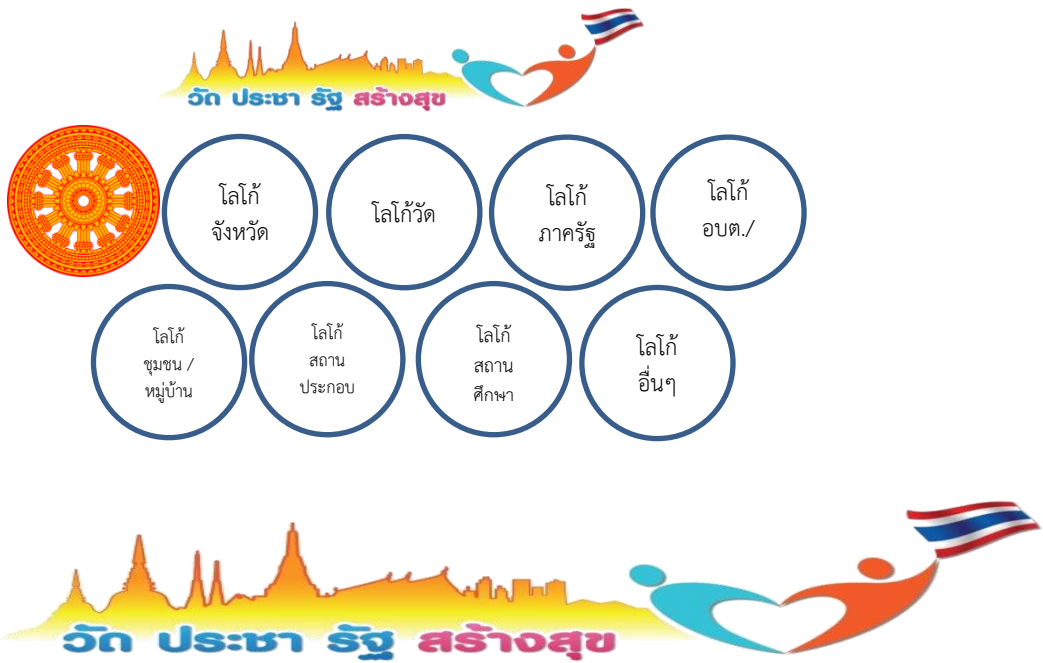 วัด ประชา รัฐ สร้างสุข
โลโก้
จังหวัด
โลโก้วัด
โลโก้
ภาครัฐ
โลโก้
อบต./
โลโก้
ชุมชน /
หมู่บ้าน
โลโก้
สถาน
ประกอบ
โลโก้
สถาน
ศึกษา
โลโก้
อื่นๆ
วัด ประชา รัฐ สร้างสุข